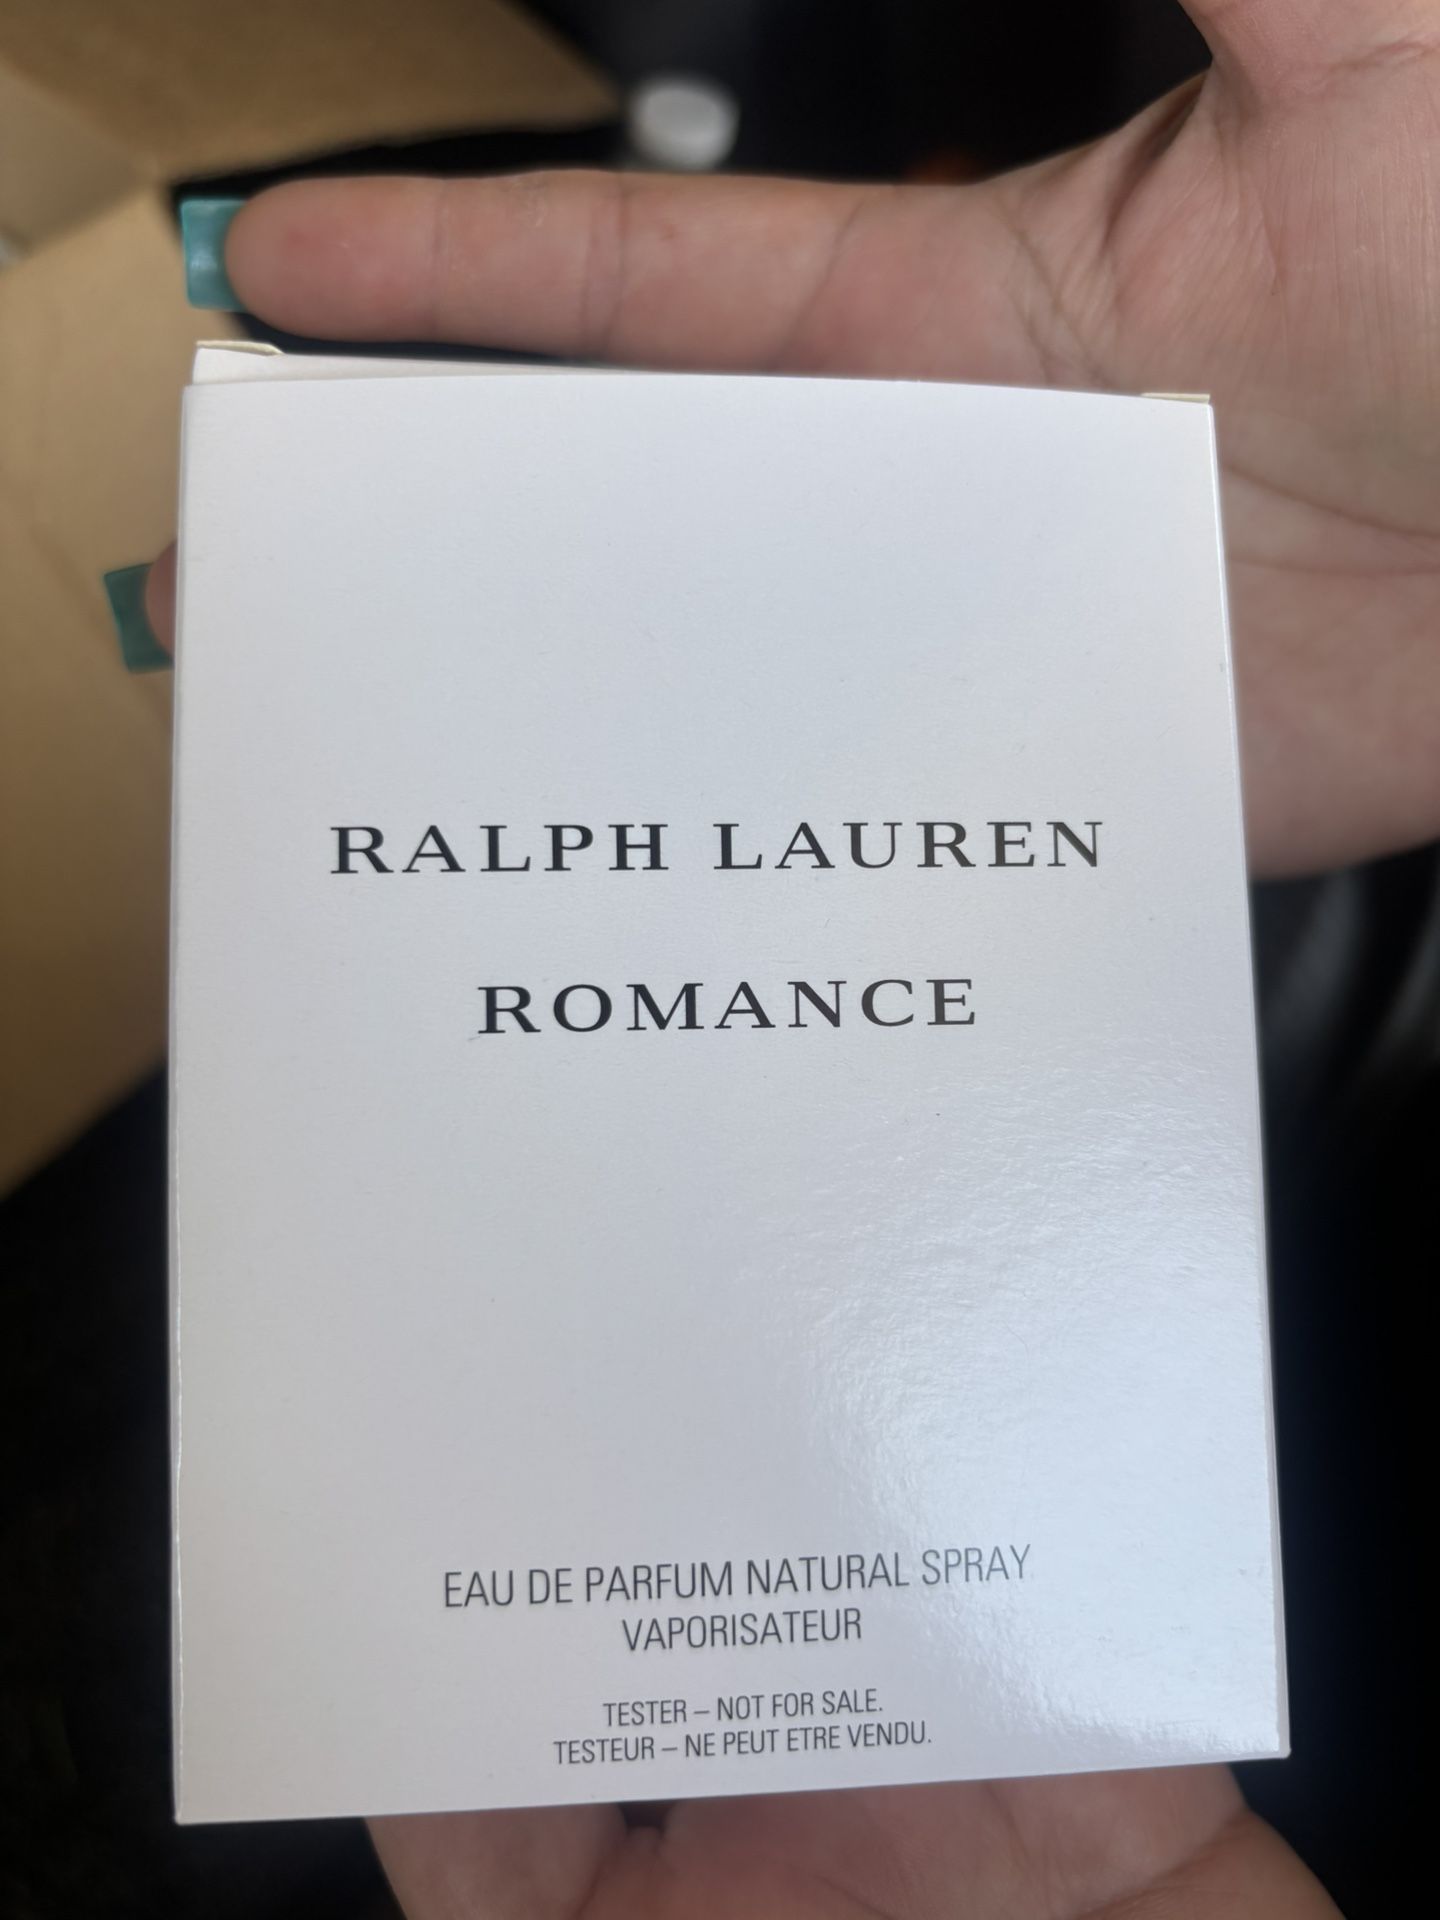 RALPH LAUREN
ROMANCE
EAU DE PARFUM NATURAL SPRAY
VAPORISATEUR
TESTER – NOT FOR SALE.
TESTEUR – NE PEUT ETRE VENDU.